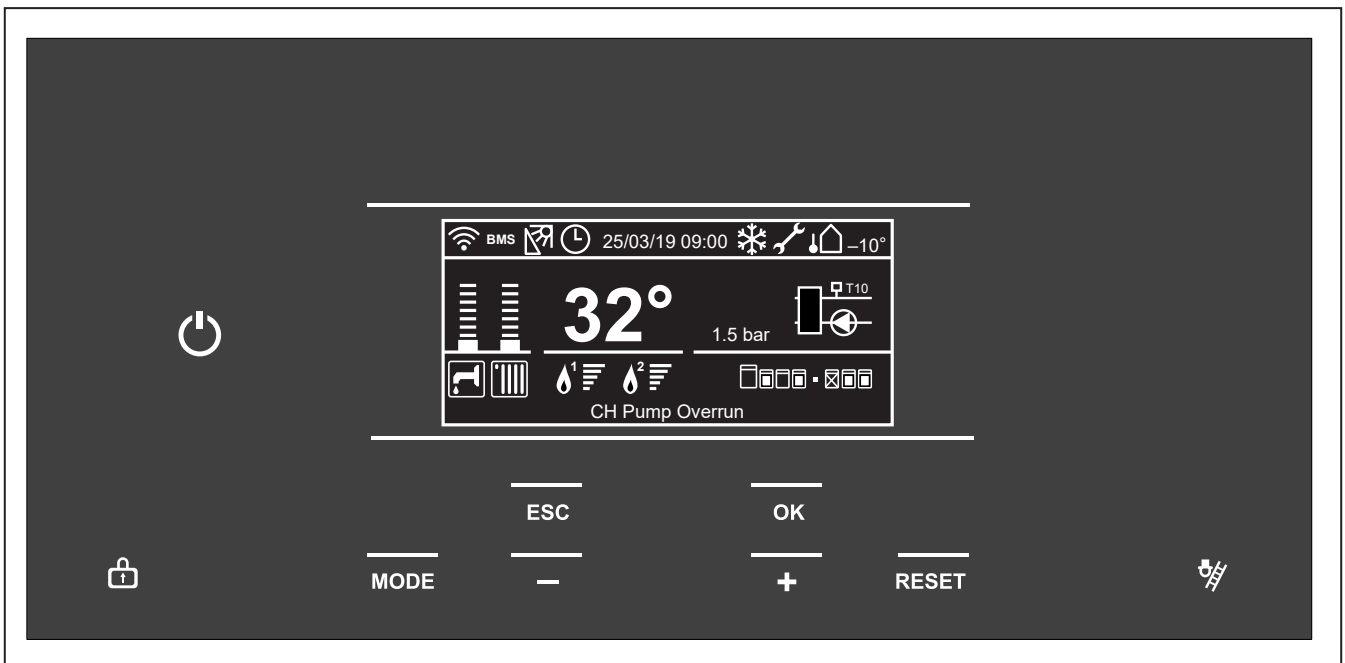 BMS 25/03/19 09:00 –10°
32°
T10
1.5 bar
1 2
CH Pump Overrun
ESC OK
MODE – + RESET